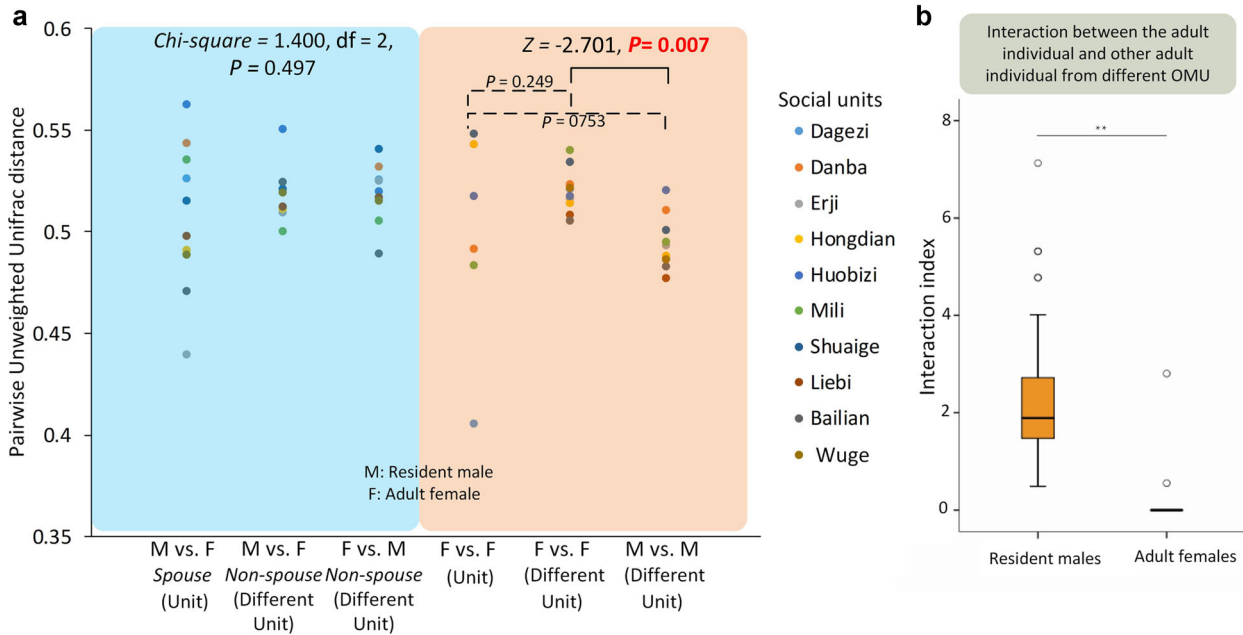 a
0.6
0.55
0.5
0.45
0.4
0.35
Pairwise Unweighted Unifrac distance
Chi-square = 1.400, df = 2,
P = 0.497
Z = -2.701, P= 0.007
P = 0.249
P = 0753
M: Resident male
F: Adult female
M vs. F
Spouse
(Unit)
M vs. F
Non-spouse
(Different
Unit)
F vs. M
Non-spouse
(Different
Unit)
F vs. F
(Unit)
F vs. F
(Different
Unit)
M vs. M
(Different
Unit)
Social units
Dagezi
Danba
Erji
Hongdian
Huobizi
Mili
Shuaige
Liebi
Bailian
Wuge
b
Interaction between the adult
individual and other adult
individual from different OMU
8
6
4
2
0
Interaction index
**
Resident males
Adult females